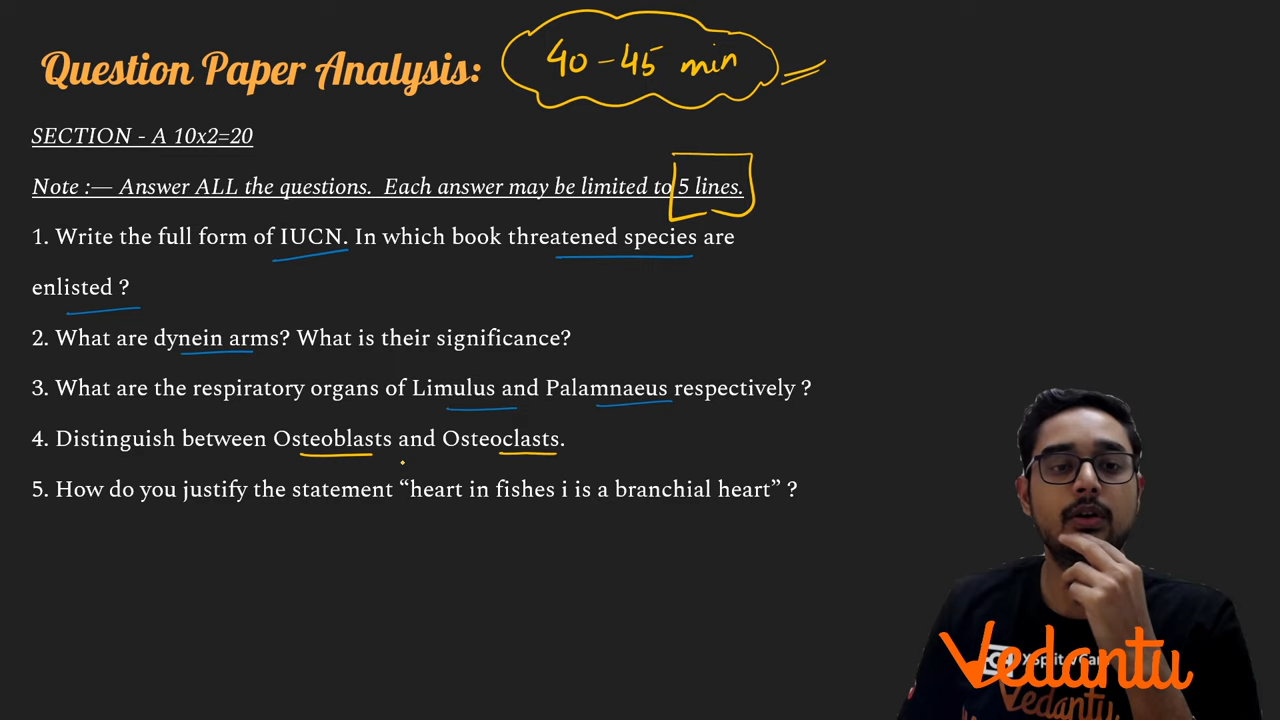 Question Paper Analysis: 40-45 min
SECTION - A 10x2=20
Note :— Answer ALL the questions. Each answer may be limited to 5 lines.
1. Write the full form of IUCN. In which book threatened species are
enlisted ?
2. What are dynein arms? What is their significance?
3. What are the respiratory organs of Limulus and Palamnaeus respectively ?
4. Distinguish between Osteoblasts and Osteoclasts.
5. How do you justify the statement “heart in fishes i is a branchial heart” ?
Vedantu
Vedantu